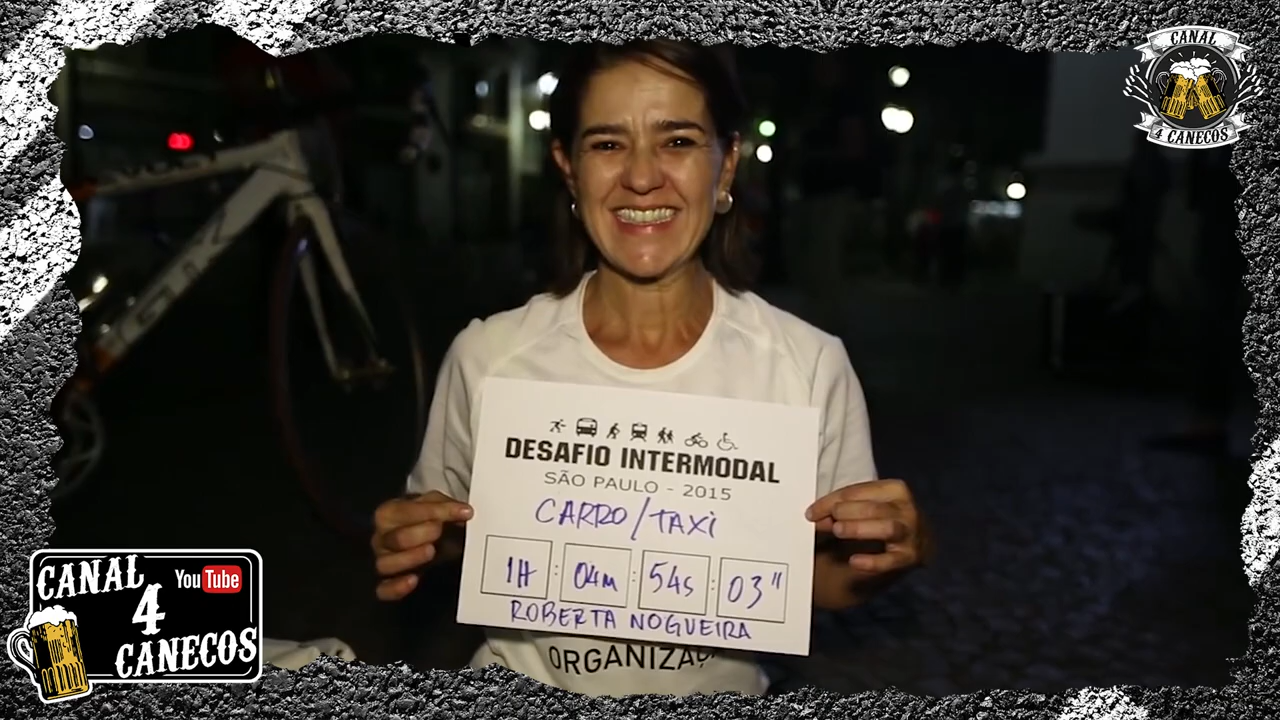 CANAL
4 CANECOS
DESAFIO INTERMODAL
SÃO PAULO - 2015
CARRO/TAXI
1H : 04m : 54s : 03"
ROBERTA NOGUEIRA
CANAL
4
CANECOS
YouTube